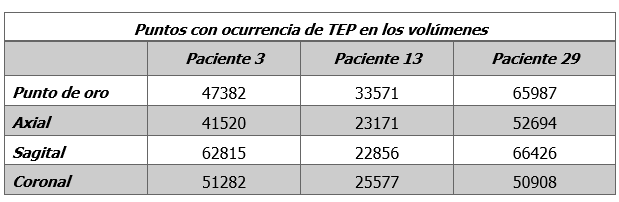 Puntos con ocurrencia de TEP en los volúmenes
Paciente 3 Paciente 13 Paciente 29
Punto de oro 47382 33571 65987
Axial 41520 23171 52694
Sagital 62815 22856 66426
Coronal 51282 25577 50908